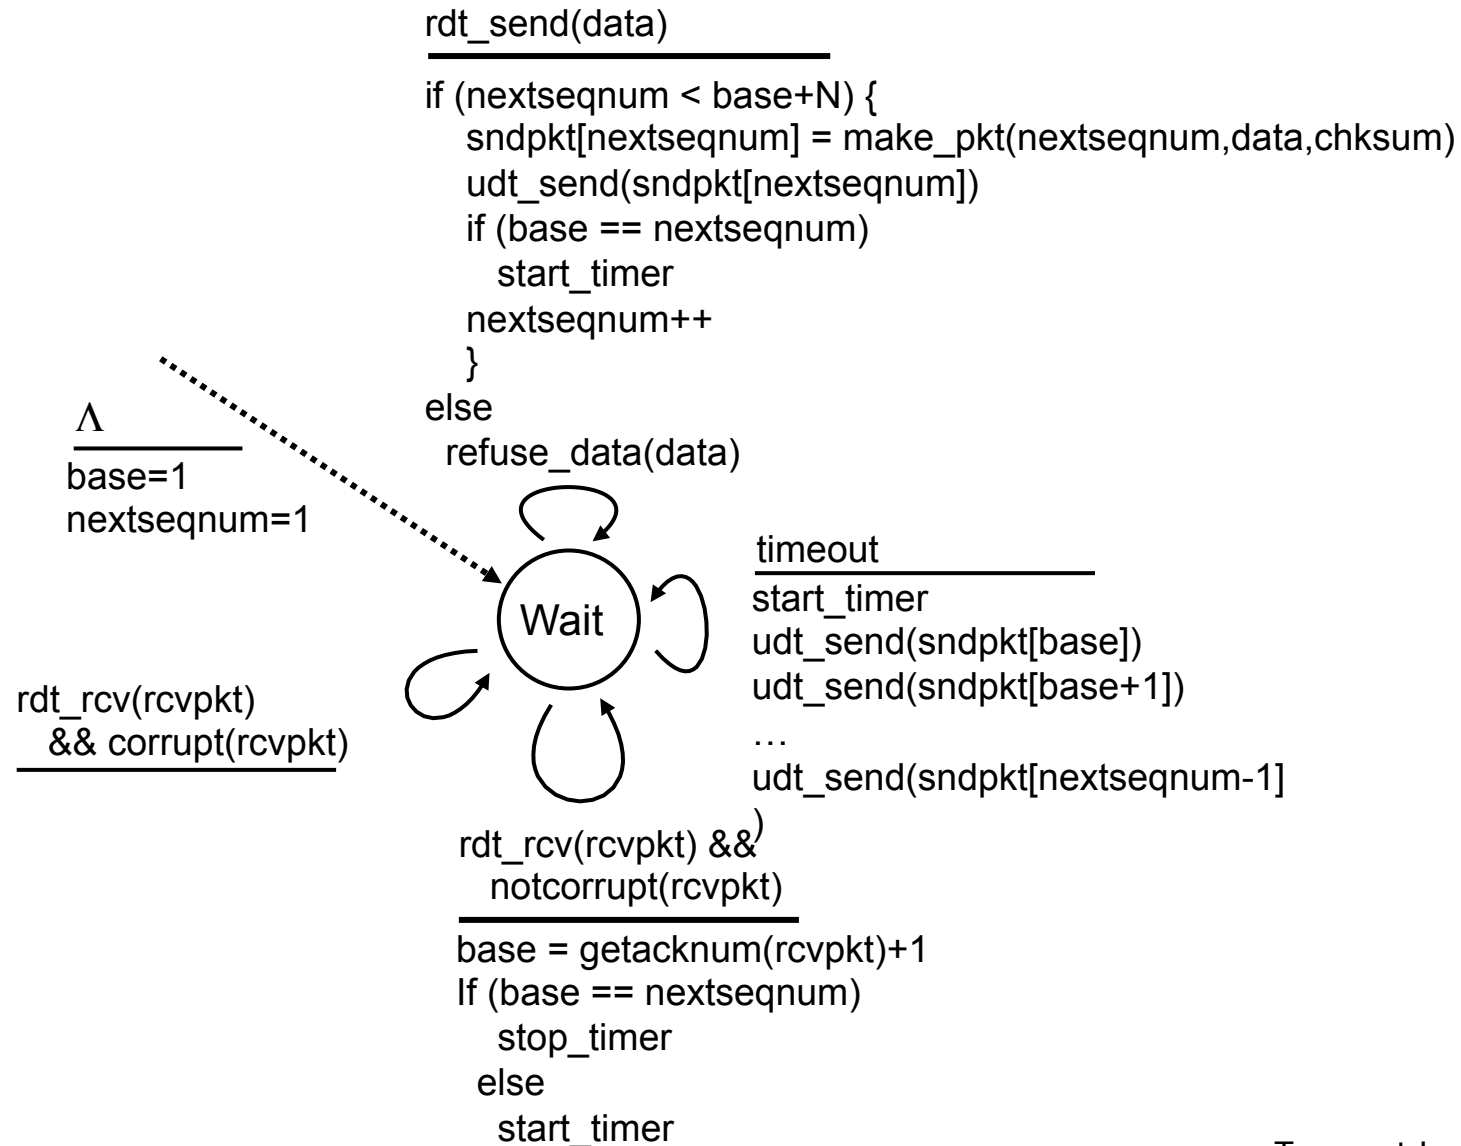 rdt_send(data)
if (nextseqnum < base+N) {
sndpkt[nextseqnum] = make_pkt(nextseqnum,data,chksum)
udt_send(sndpkt[nextseqnum])
if (base == nextseqnum)
start_timer
nextseqnum++
}
else
refuse_data(data)
Λ
base=1
nextseqnum=1
Wait
timeout
start_timer
udt_send(sndpkt[base])
udt_send(sndpkt[base+1])
…
udt_send(sndpkt[nextseqnum-1]
)
rdt_rcv(rcvpkt)
&& corrupt(rcvpkt)
rdt_rcv(rcvpkt) &&
notcorrupt(rcvpkt)
base = getacknum(rcvpkt)+1
If (base == nextseqnum)
stop_timer
else
start_timer